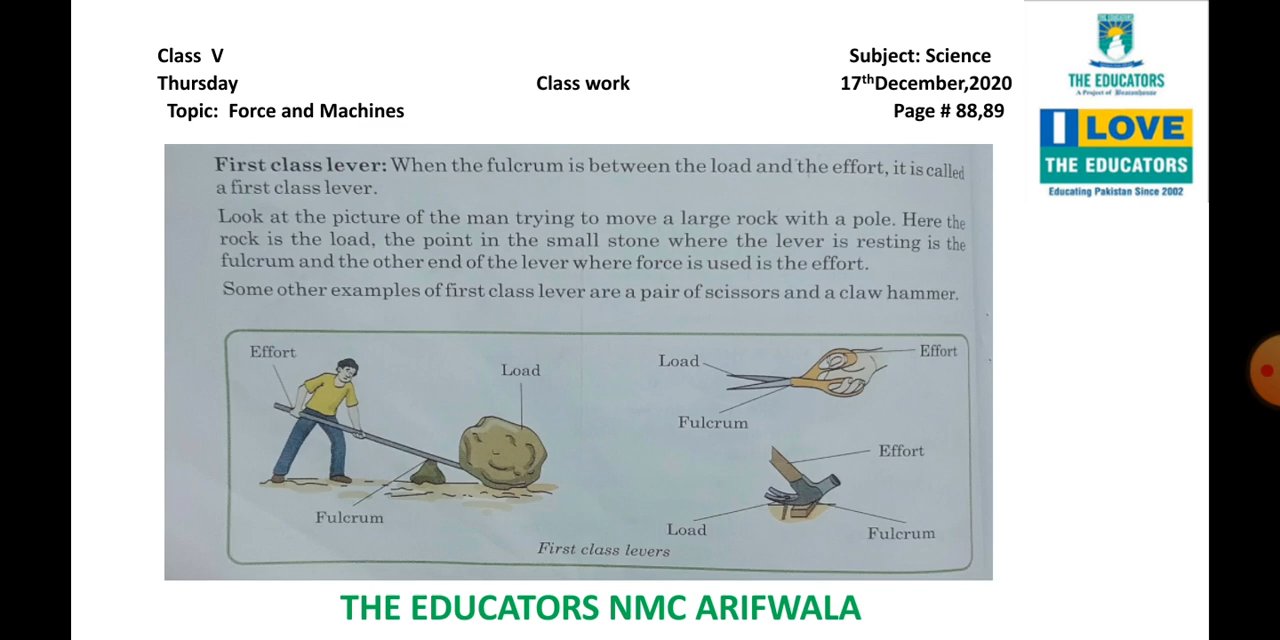 Class V
Subject: Science
Thursday
Class work
17thDecember,2020
Topic: Force and Machines
Page # 88,89
THE EDUCATORS
A Project of Beaconhouse
I LOVE
THE EDUCATORS
Educating Pakistan Since 2002
First class lever: When the fulcrum is between the load and the effort, it is called
a first class lever.
Look at the picture of the man trying to move a large rock with a pole. Here the
rock is the load, the point in the small stone where the lever is resting is the
fulcrum and the other end of the lever where force is used is the effort.
Some other examples of first class lever are a pair of scissors and a claw hammer.
Effort
Load
Fulcrum
Load
Effort
Fulcrum
Effort
Load
Fulcrum
First class levers
THE EDUCATORS NMC ARIFWALA